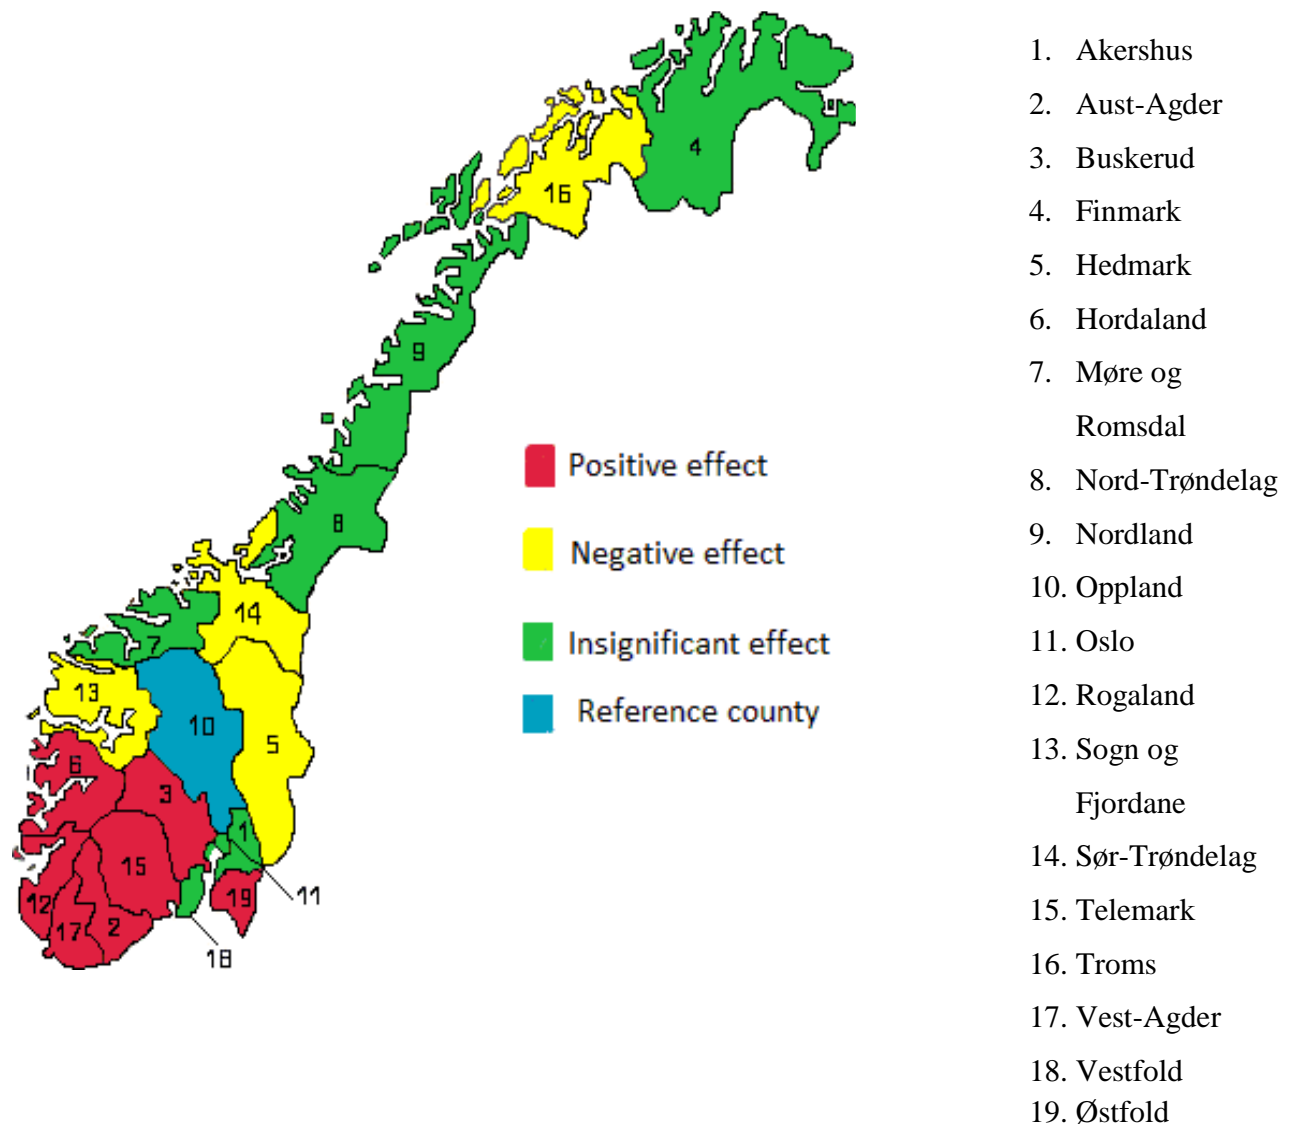 4
16
9
8
14
7
13
10
5
6
3
1
15
12
19
11
17
2
18
Positive effect
Negative effect
Insignificant effect
Reference county
1. Akershus
2. Aust-Agder
3. Buskerud
4. Finmark
5. Hedmark
6. Hordaland
7. Møre og
Romsdal
8. Nord-Trøndelag
9. Nordland
10. Oppland
11. Oslo
12. Rogaland
13. Sogn og
Fjordane
14. Sør-Trøndelag
15. Telemark
16. Troms
17. Vest-Agder
18. Vestfold
19. Østfold